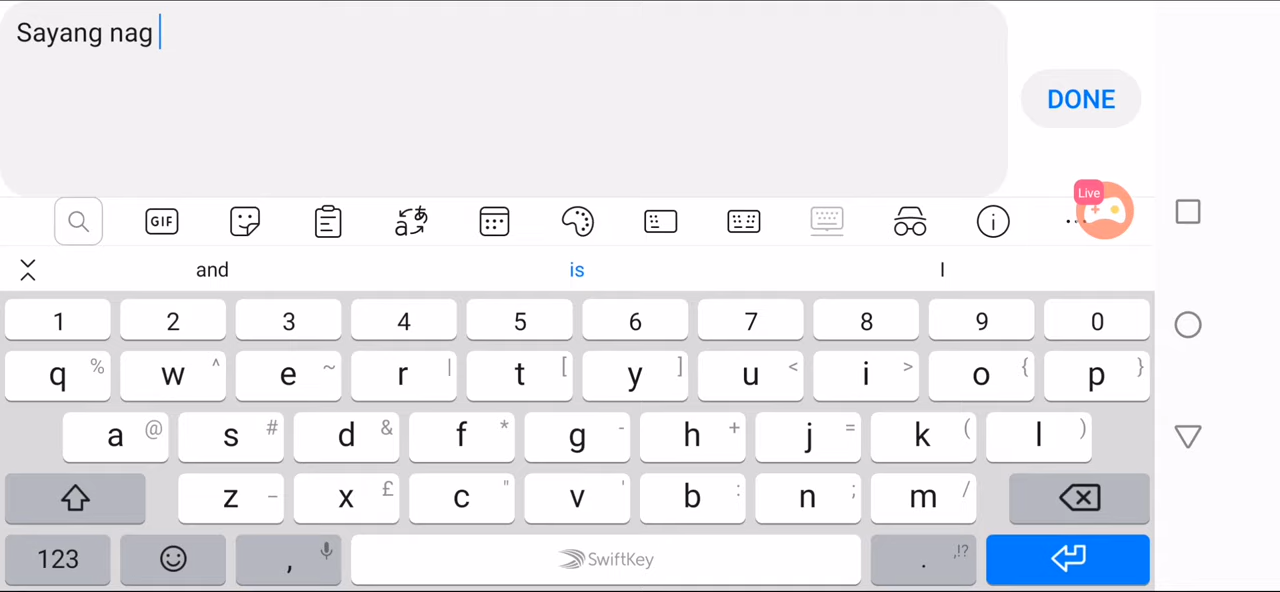 Sayang nag
DONE
Live
GIF
and is I
1 2 3 4 5 6 7 8 9 0
q % w ^ e ~ r | t [ y ] u < i > o { p }
a @ s # d & f * g - h + j = k ( l )
z _ x £ c " v ' b : n ; m /
123 , SwiftKey . ,!?